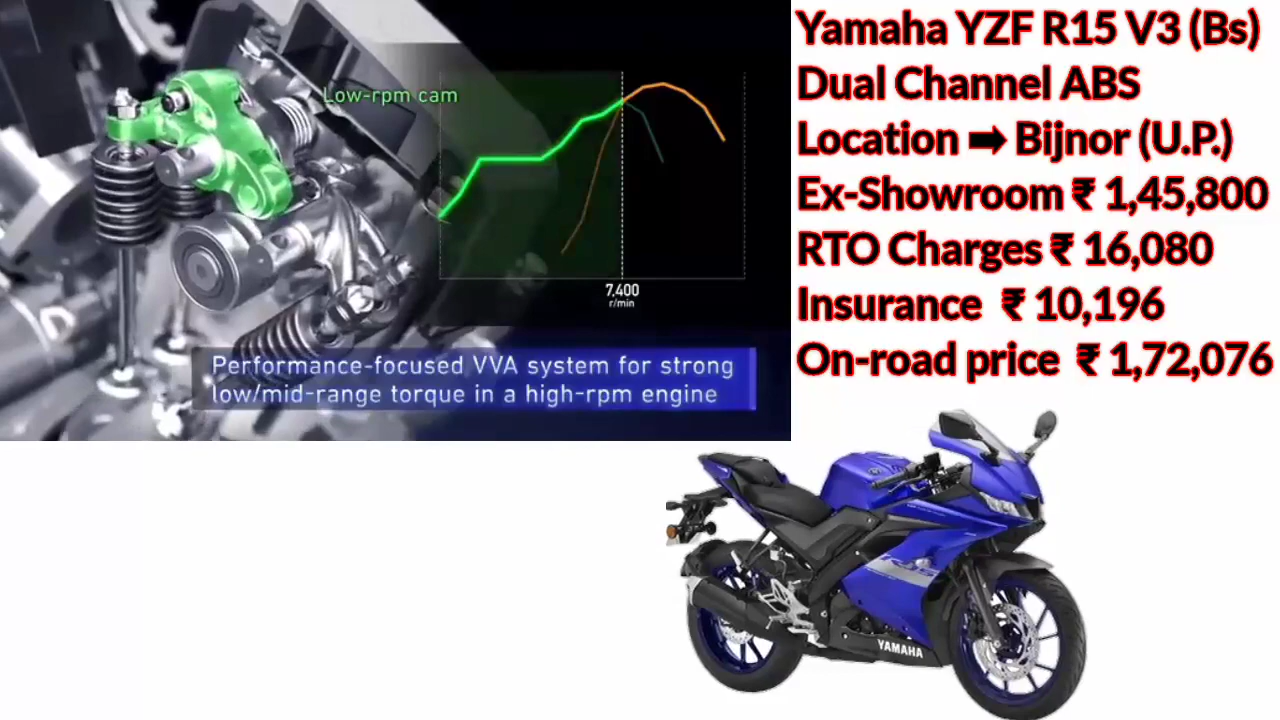 Low-rpm cam
7,400
r/min
Performance-focused VVA system for strong
low/mid-range torque in a high-rpm engine
Yamaha YZF R15 V3 (Bs)
Dual Channel ABS
Location ➡ Bijnor (U.P.)
Ex-Showroom ₹ 1,45,800
RTO Charges ₹ 16,080
Insurance ₹ 10,196
On-road price ₹ 1,72,076
R15
YAMAHA